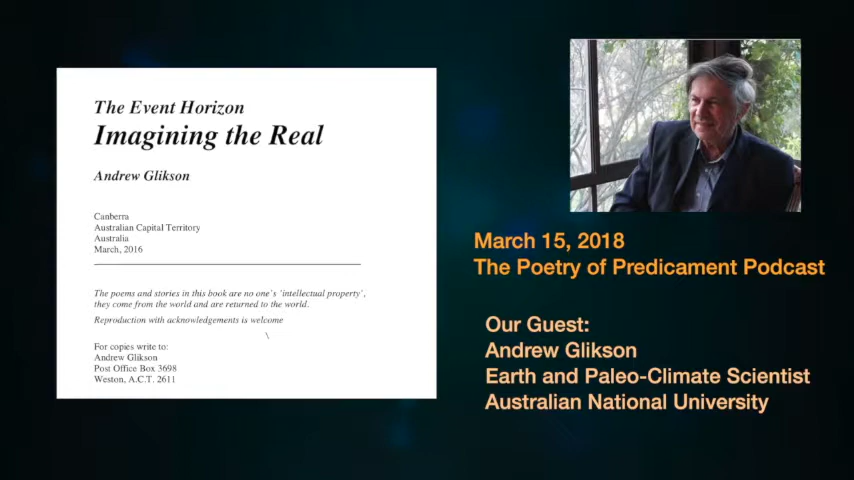 The Event Horizon
Imagining the Real
Andrew Glikson
Canberra
Australian Capital Territory
Australia
March, 2016
The poems and stories in this book are no one's 'intellectual property',
they come from the world and are returned to the world.
Reproduction with acknowledgements is welcome
\
For copies write to:
Andrew Glikson
Post Office Box 3698
Weston, A.C.T. 2611
March 15, 2018
The Poetry of Predicament Podcast
Our Guest:
Andrew Glikson
Earth and Paleo-Climate Scientist
Australian National University